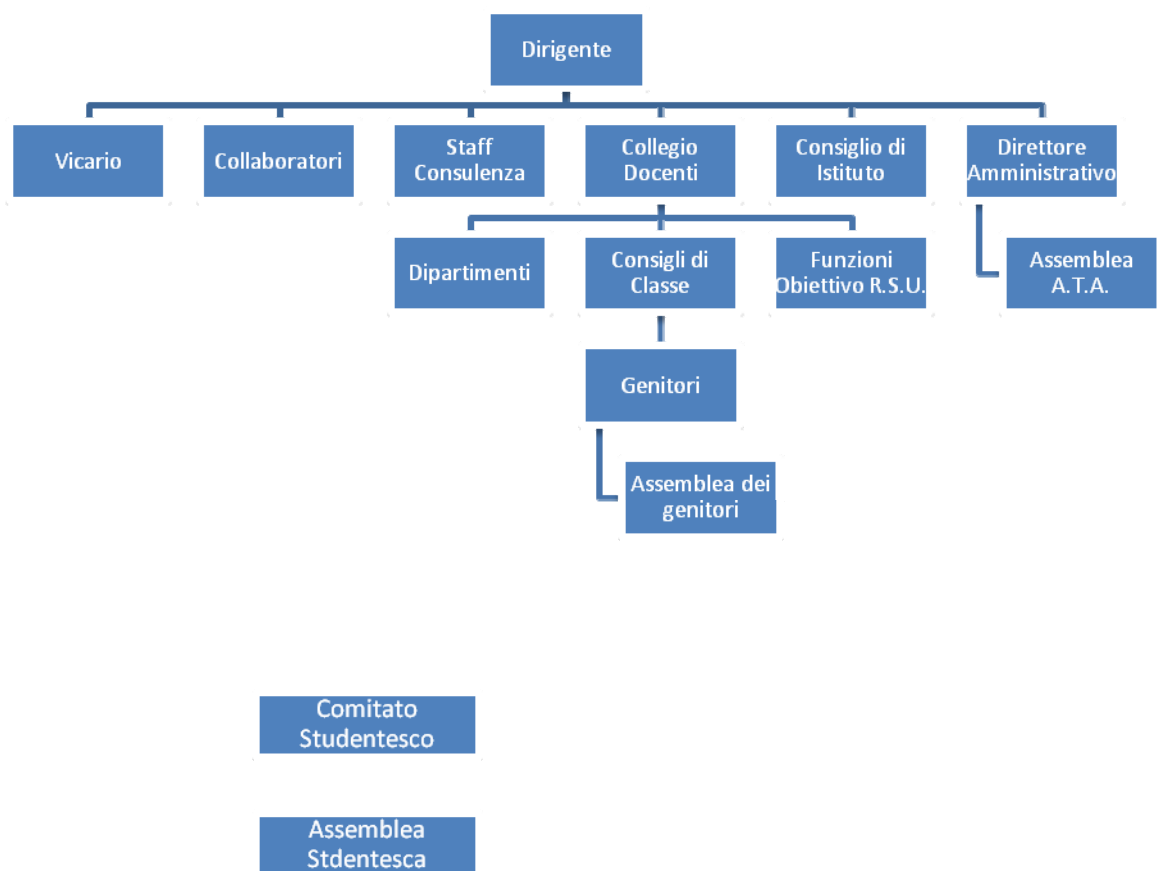 Dirigente
Vicario
Collaboratori
Staff
Consulenza
Collegio
Docenti
Consiglio di
Istituto
Direttore
Amministrativo
Dipartimenti
Consigli di
Classe
Funzioni
Obiettivo R.S.U.
Assemblea
A.T.A.
Genitori
Assemblea dei
genitori
Comitato
Studentesco
Assemblea
Stdentesca